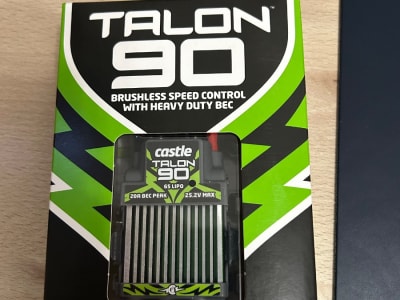 TALON™
90
BRUSHLESS SPEED CONTROL
WITH HEAVY DUTY BEC
castle
TALON
90
6S LIPO
20A BEC PEAK 25.2V MAX